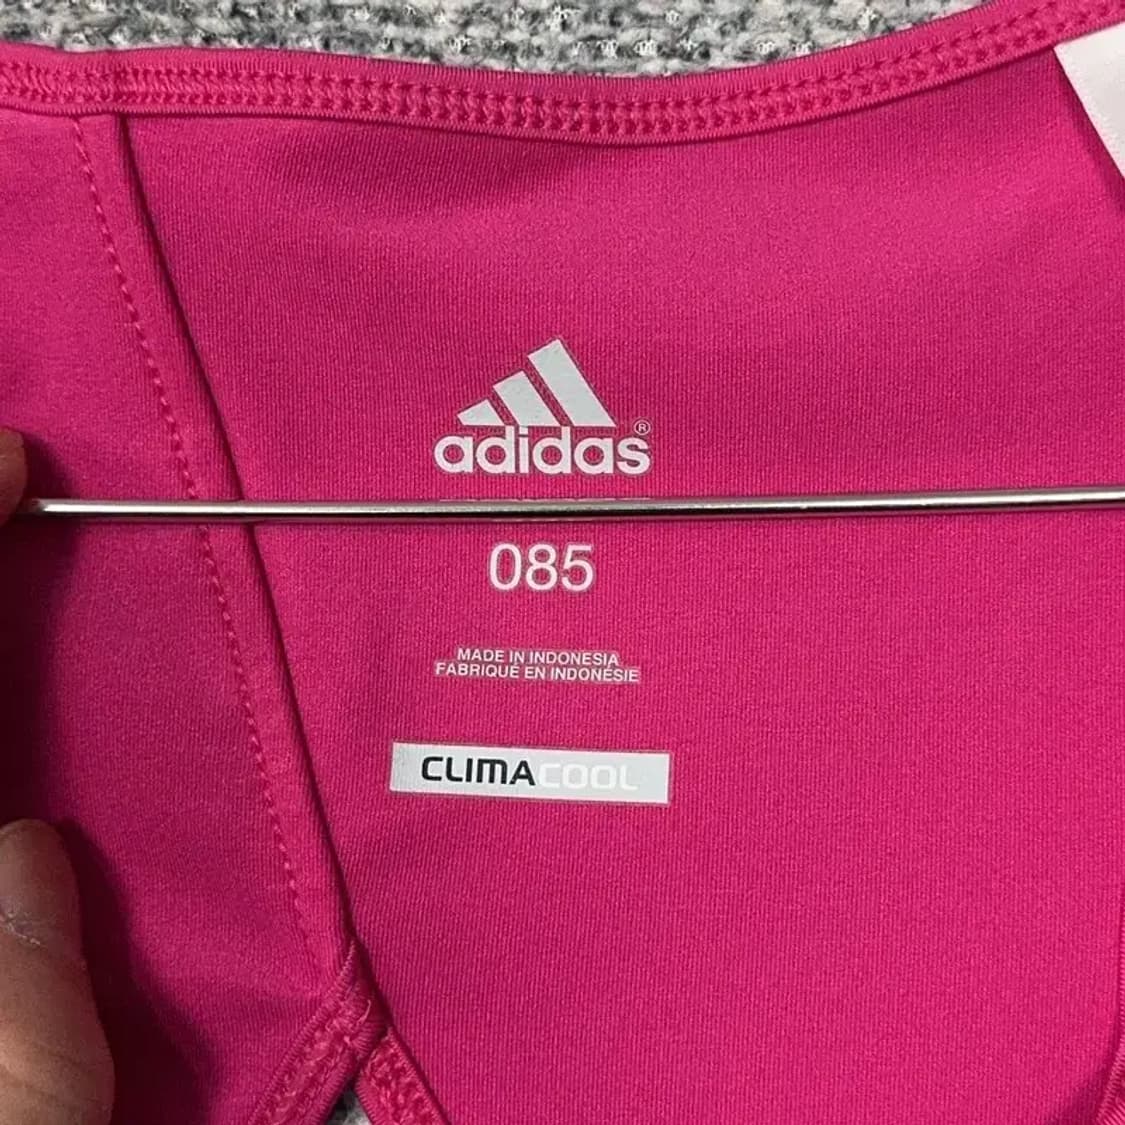 adidas®
085
MADE IN INDONESIA
FABRIQUÉ EN INDONÉSIE
CLIMACOOL